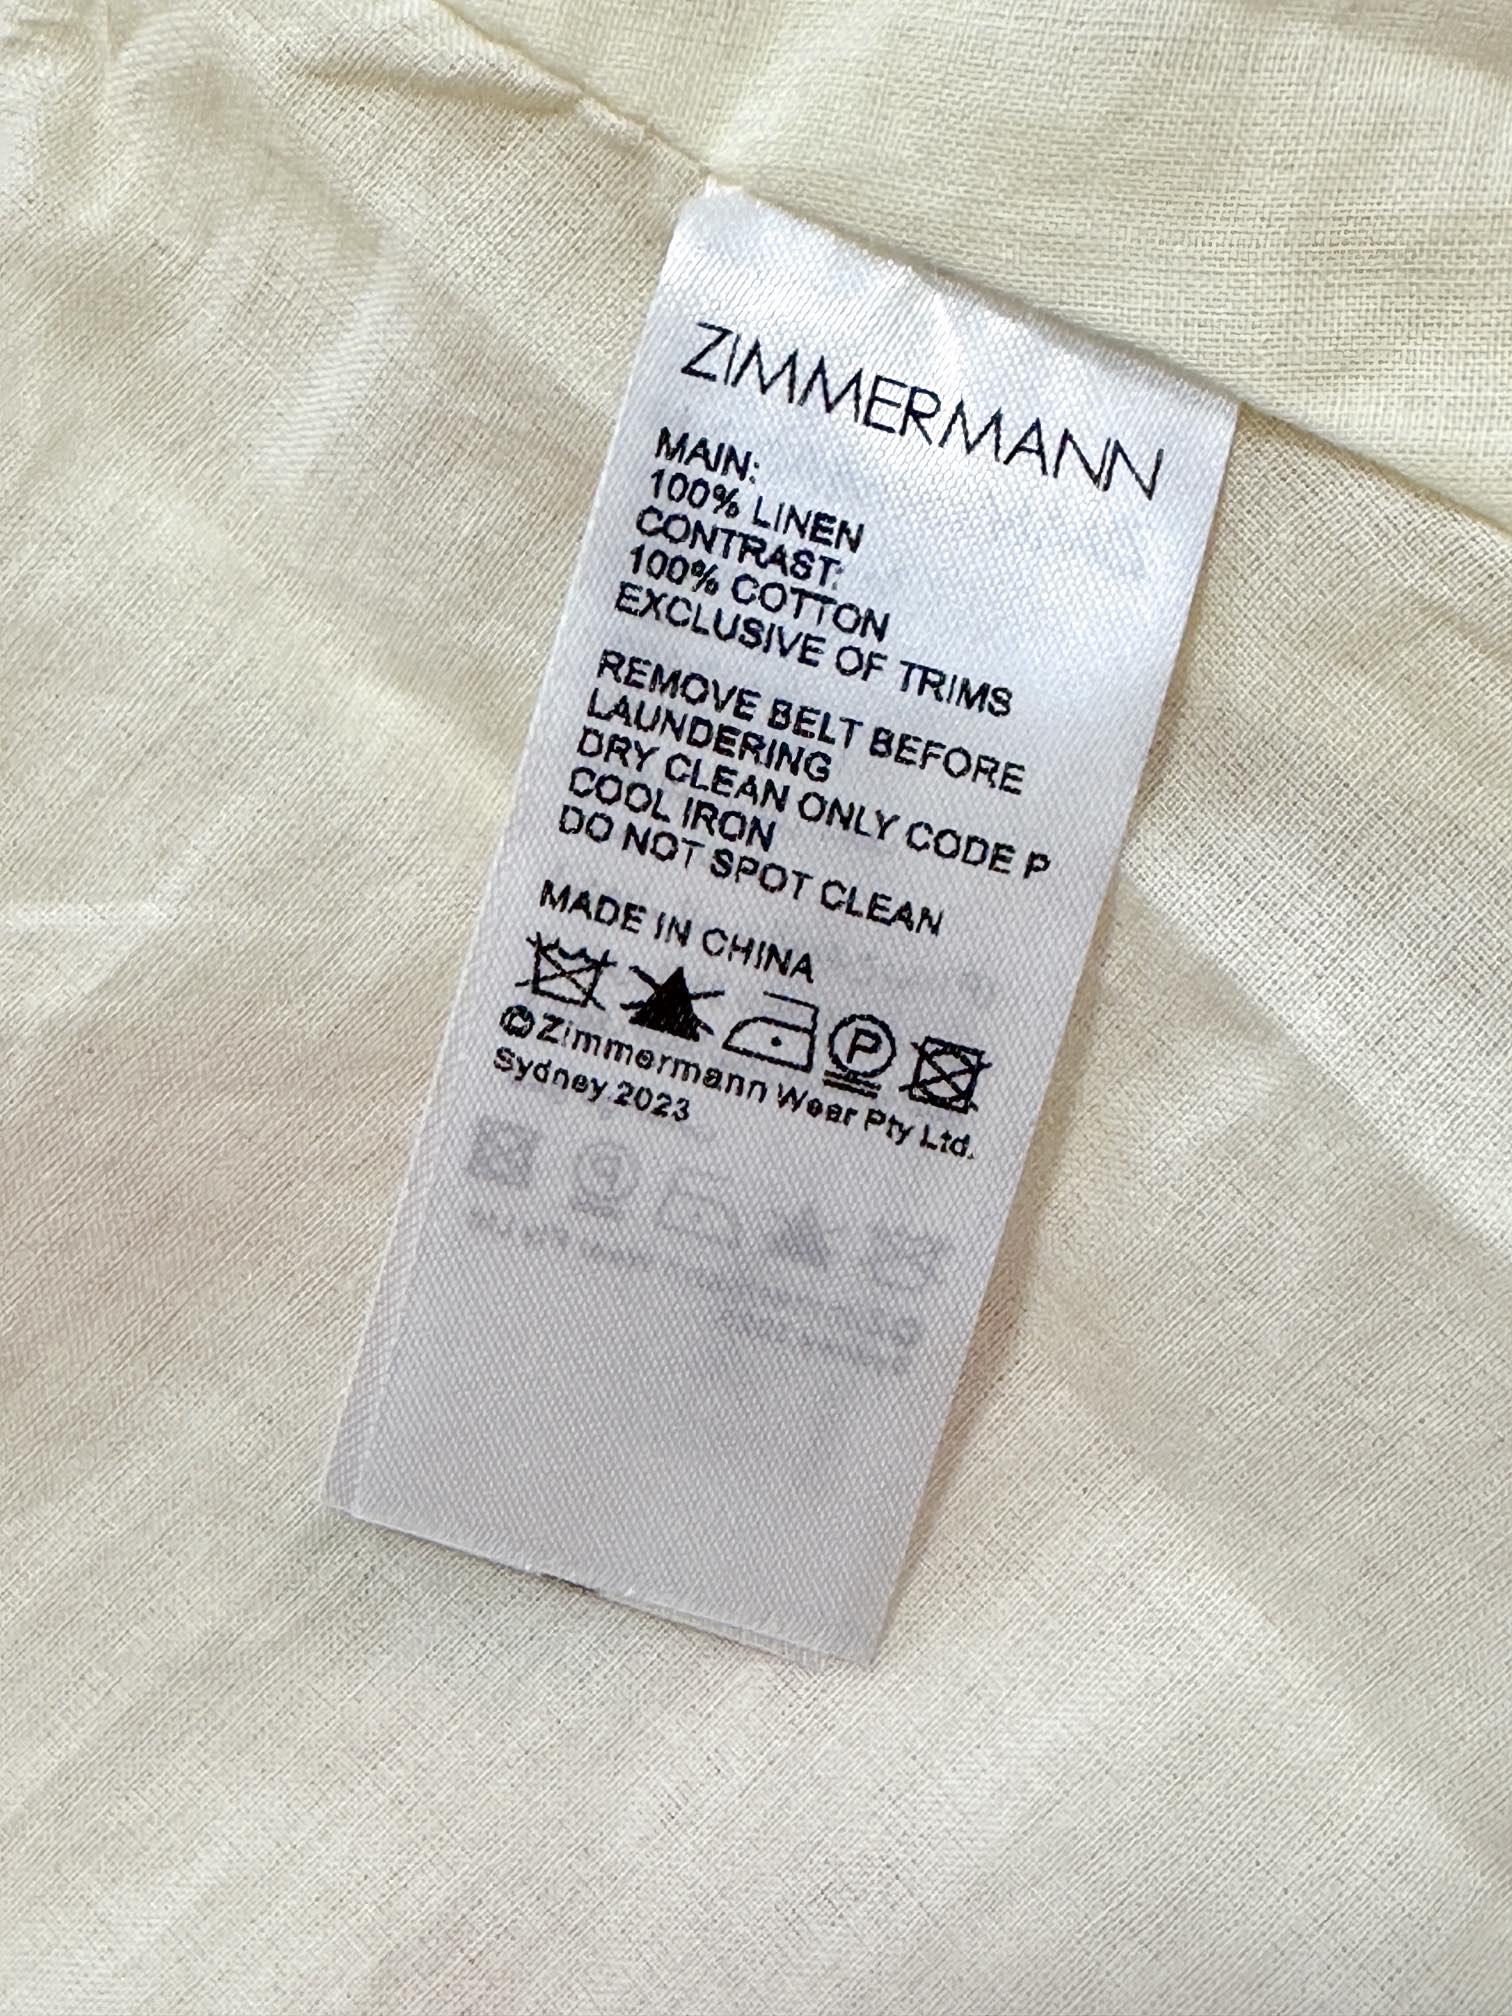 ZIMMERMANN
MAIN:
100% LINEN
CONTRAST:
100% COTTON
EXCLUSIVE OF TRIMS
REMOVE BELT BEFORE
LAUNDERING
DRY CLEAN ONLY CODE P
COOL IRON
DO NOT SPOT CLEAN
MADE IN CHINA
P
©Zimmermann Wear Pty Ltd.
Sydney 2023